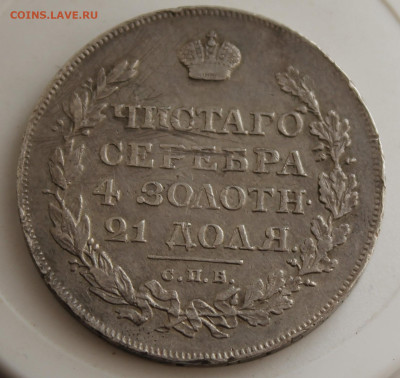 COINS.LAVE.RU
ЧИСТАГО
СЕРЕБРА
4 ЗОЛОТН.
21 ДОЛЯ
С.П.Б.